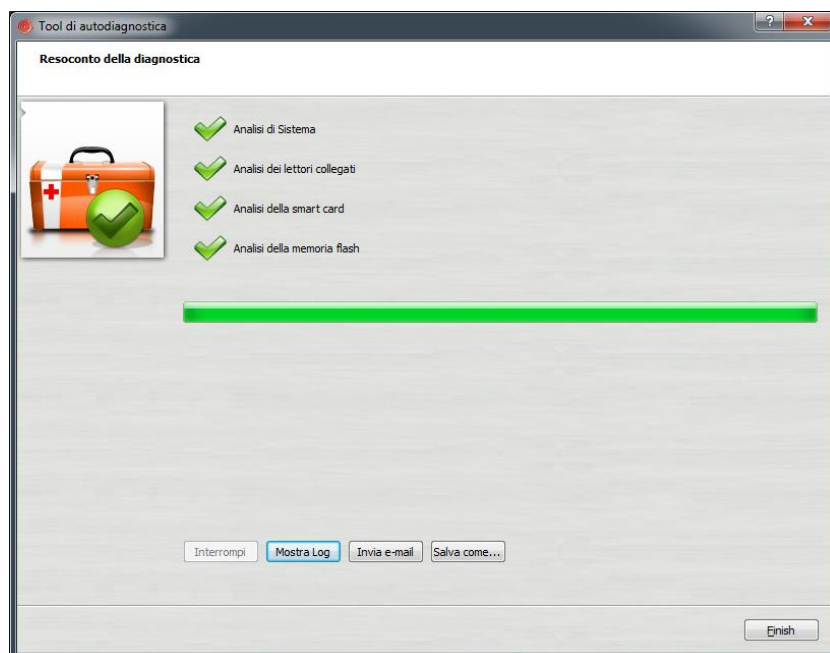 Tool di autodiagnostica
Resoconto della diagnostica
Analisi di Sistema
Analisi dei lettori collegati
Analisi della smart card
Analisi della memoria flash
Interrompi Mostra Log Invia e-mail Salva come...
Finish